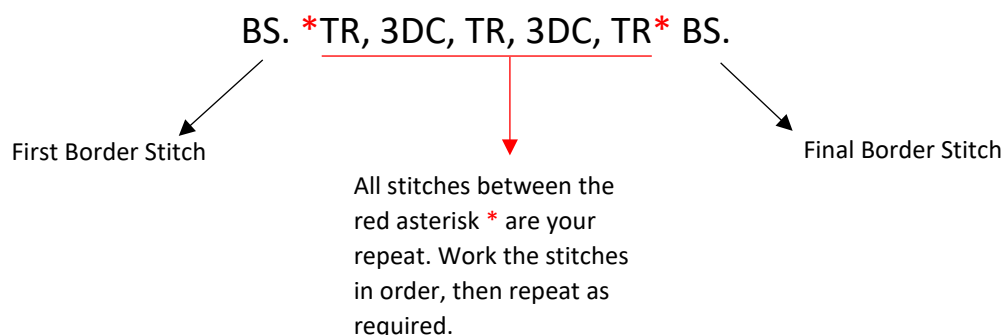 BS. *TR, 3DC, TR, 3DC, TR* BS.
First Border Stitch
Final Border Stitch
All stitches between the
red asterisk * are your
repeat. Work the stitches
in order, then repeat as
required.